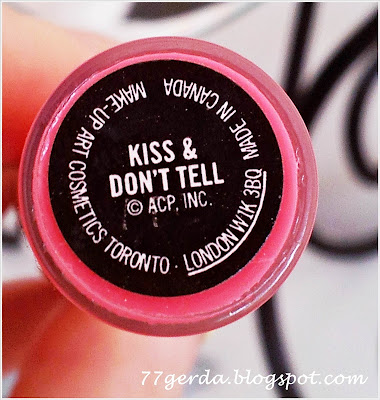 KISS &
DON'T TELL
© ACP, INC.
MAKE-UP ART COSMETICS TORONTO · LONDON W1K 3BQ MADE IN CANADA
77gerda.blogspot.com